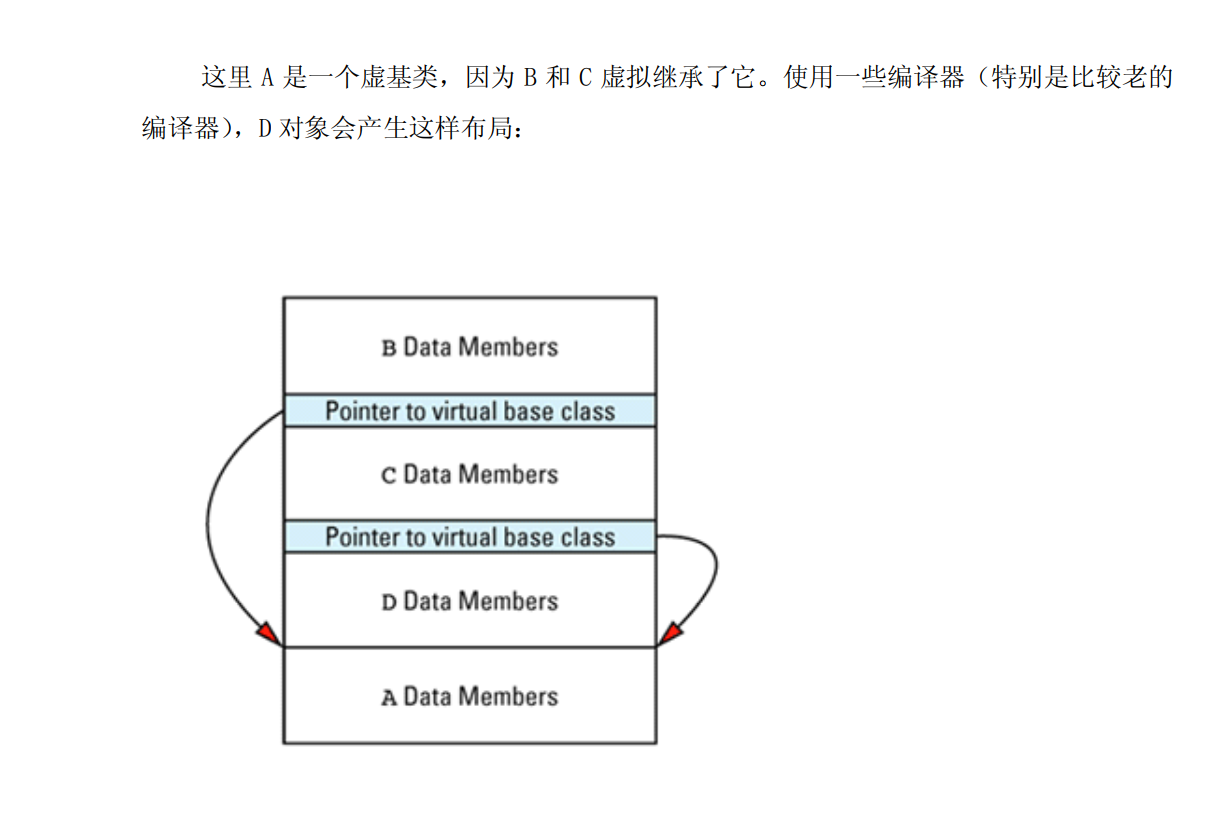 这里 A 是一个虚基类，因为 B 和 C 虚拟继承了它。使用一些编译器（特别是比较老的
编译器），D 对象会产生这样布局：
B Data Members
Pointer to virtual base class
C Data Members
Pointer to virtual base class
D Data Members
A Data Members